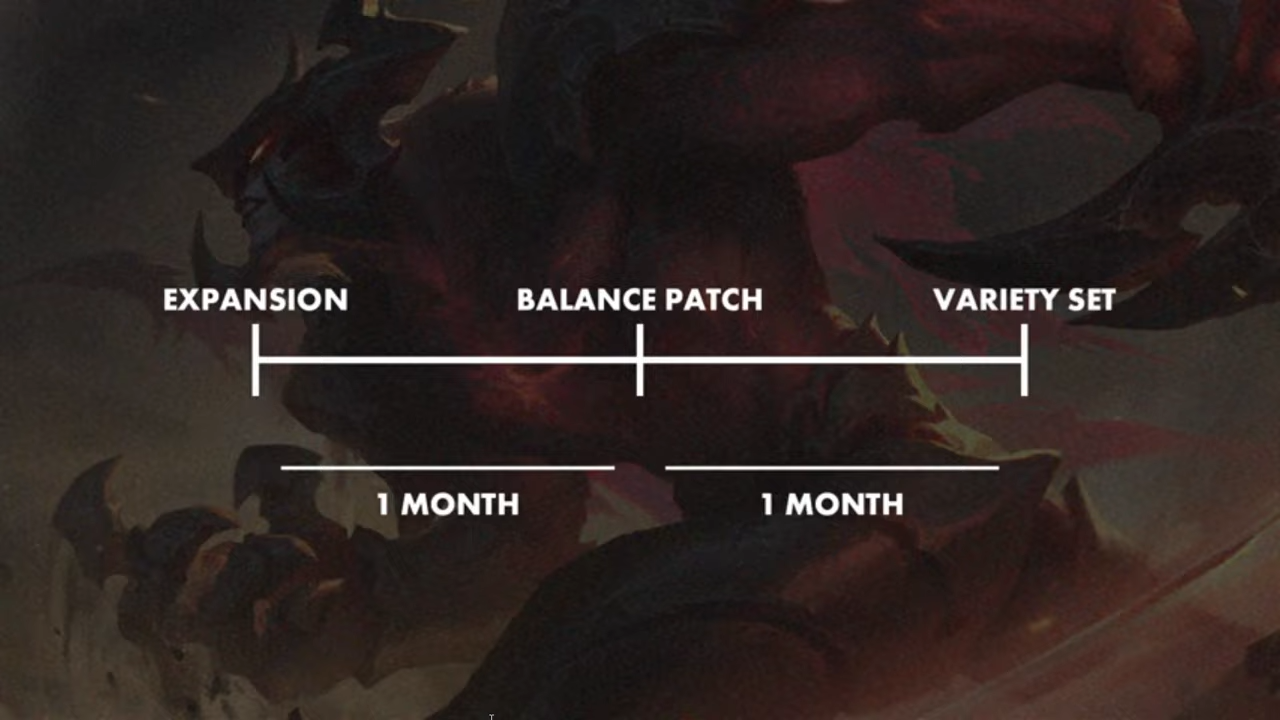 EXPANSION
BALANCE PATCH
VARIETY SET
1 MONTH
1 MONTH